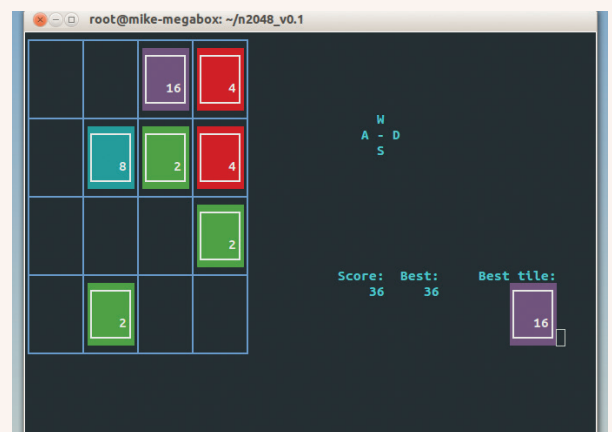 root@mike-megabox: ~/n2048_v0.1
16 4
W
A - D
S
8 2 4
2
Score: Best: Best tile:
36 36
2
16